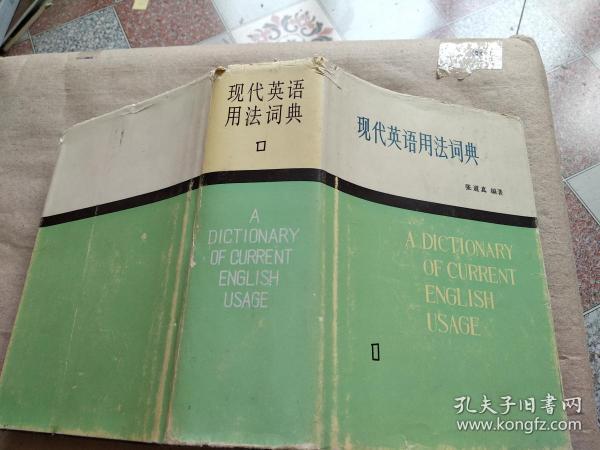 现代英语
用法词典
1
A
DICTIONARY
OF CURRENT
ENGLISH
USAGE
现代英语用法词典
张道真 编著
A DICTIONARY
OF CURRENT
ENGLISH
USAGE
1
孔夫子旧书网
www.kongfz.com